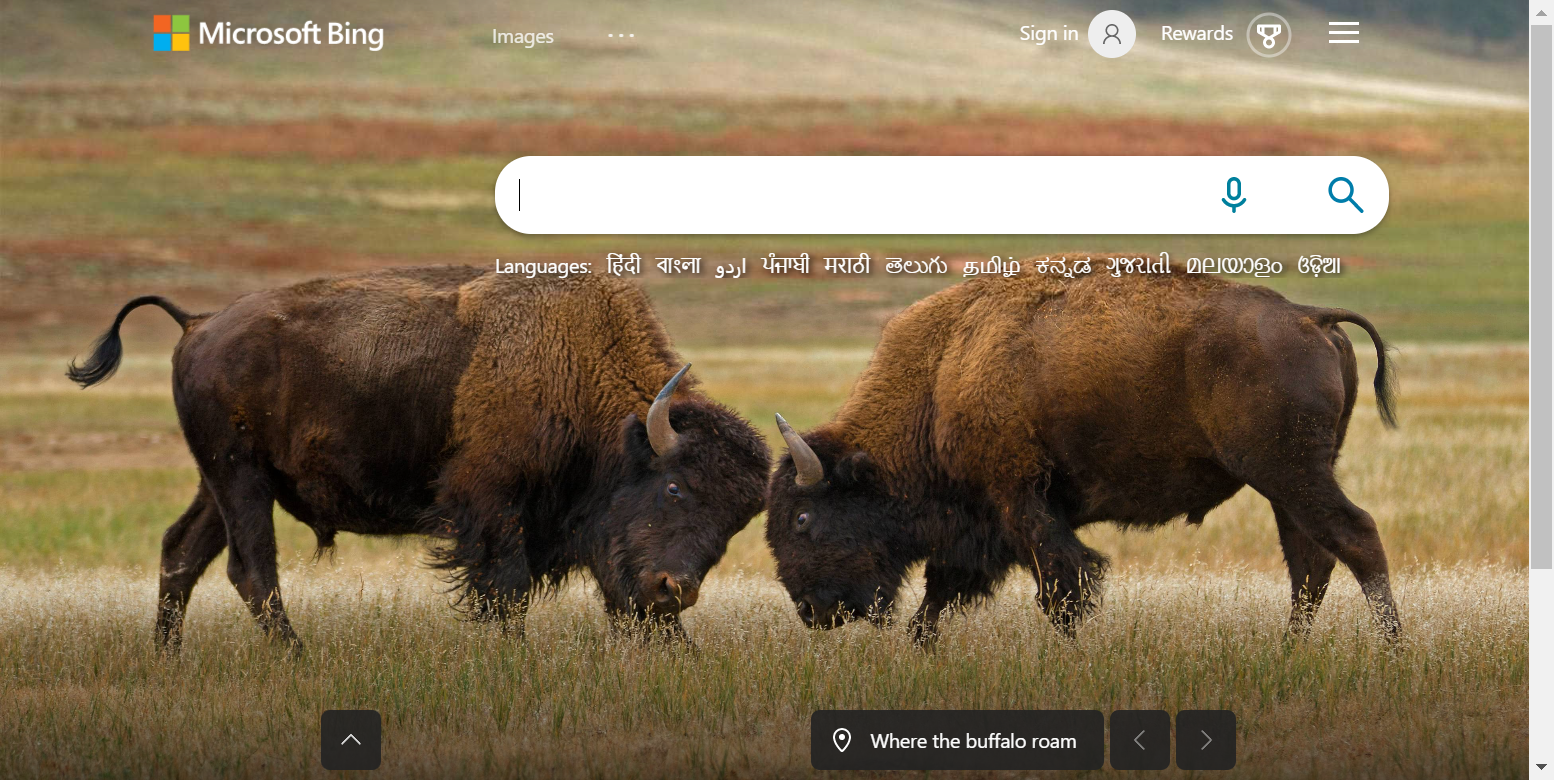 Microsoft Bing
Images
Sign in
Rewards
Languages: हिंदी বাংলা اردو ਪੰਜਾਬੀ मराठी తెలుగు தமிழ் ಕನ್ನಡ ગુજરાતી മലയാളം ଓଡ଼ିଆ
Where the buffalo roam